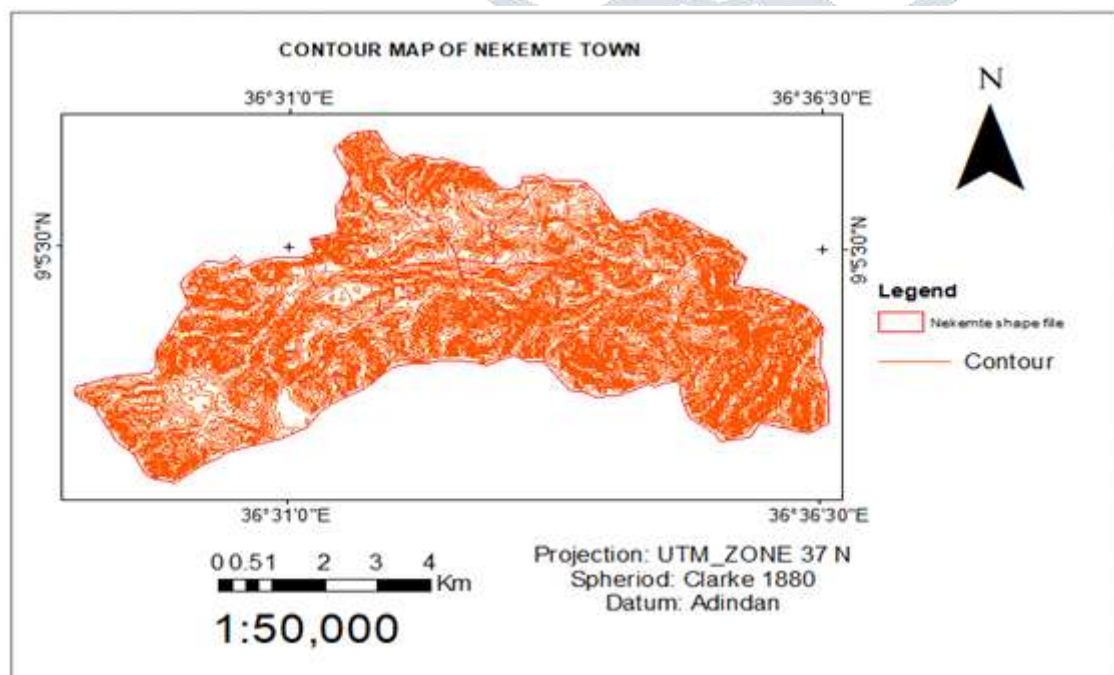 CONTOUR MAP OF NEKEMTE TOWN
36°31'0"E 36°36'30"E
N
9°5'30"N 9°5'30"N
Legend
Nekemte shape fille
Contour
36°31'0"E 36°36'30"E
0 0.5 1 2 3 4 Km
1:50,000
Projection: UTM_ZONE 37 N
Spheriod: Clarke 1880
Datum: Adindan